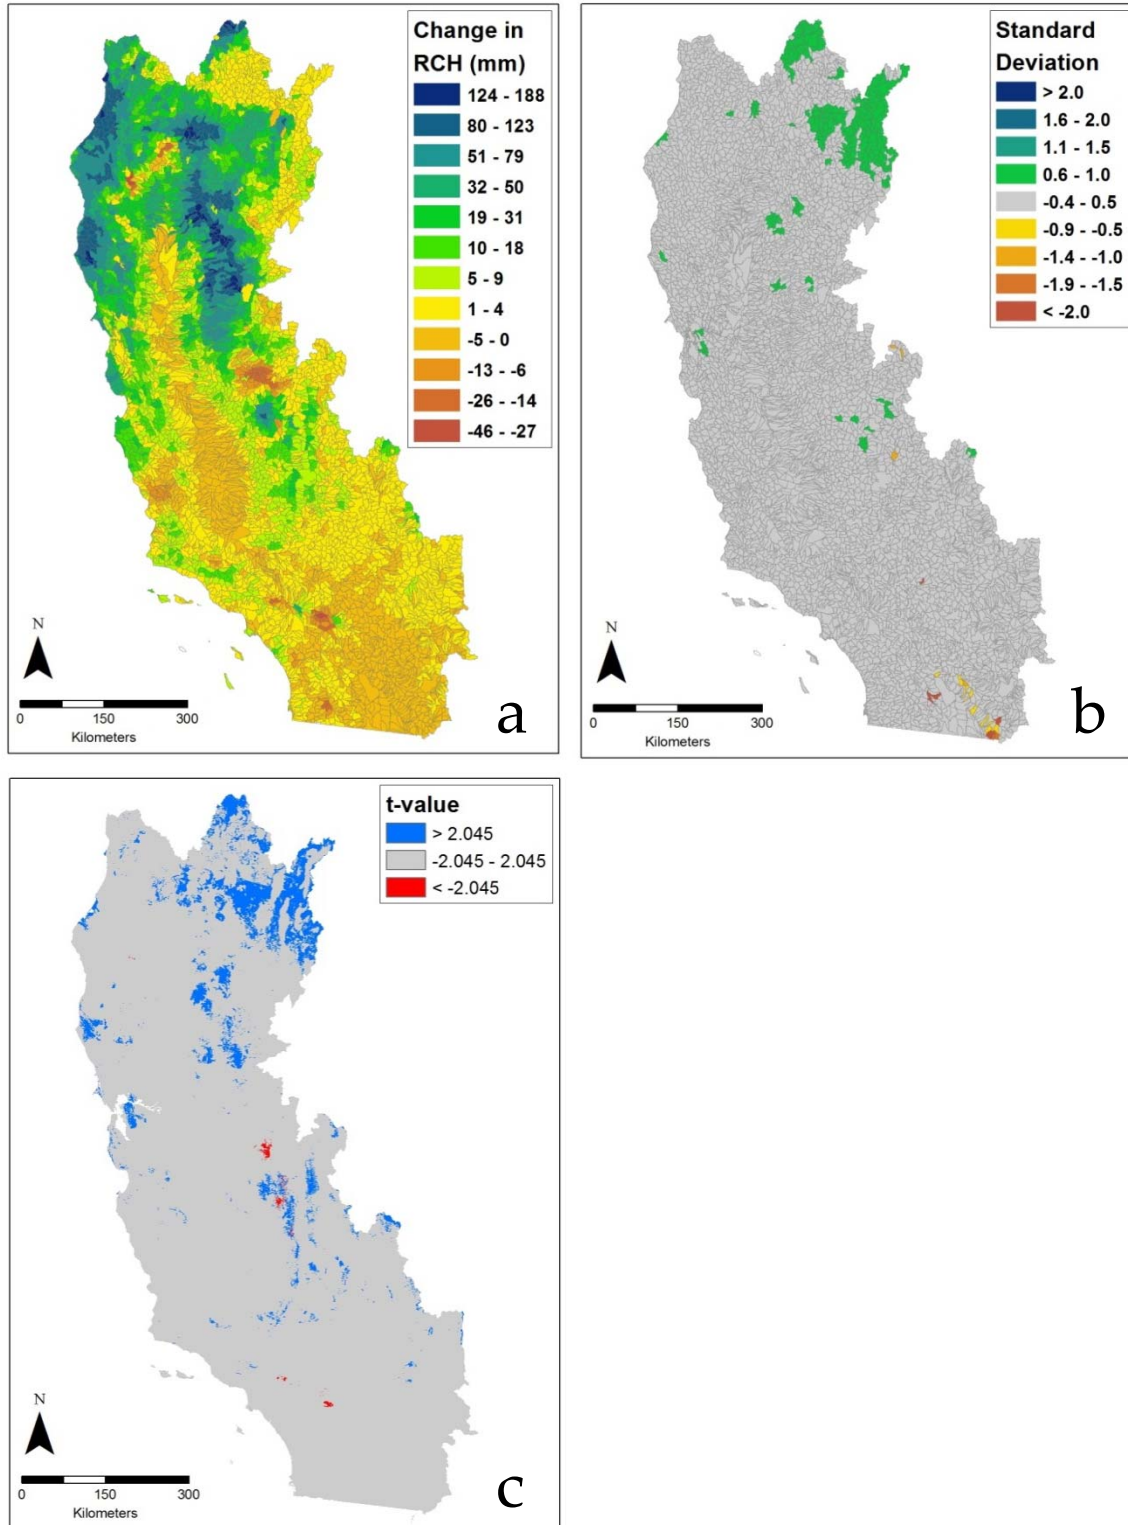 Change in
RCH (mm)
124 - 188
80 - 123
51 - 79
32 - 50
19 - 31
10 - 18
5 - 9
1 - 4
-5 - 0
-13 - -6
-26 - -14
-46 - -27
N
0 150 300
Kilometers
a
Standard
Deviation
> 2.0
1.6 - 2.0
1.1 - 1.5
0.6 - 1.0
-0.4 - 0.5
-0.9 - -0.5
-1.4 - -1.0
-1.9 - -1.5
< -2.0
N
0 150 300
Kilometers
b
t-value
> 2.045
-2.045 - 2.045
< -2.045
N
0 150 300
Kilometers
c